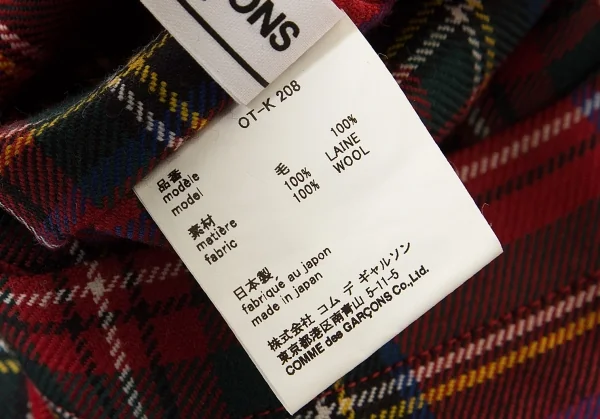 ÇONS
OT-K 208
品番
modèle
model
素材 毛 100%
matière 100% LAINE
fabric 100% WOOL
日本製
fabriqué au japon
made in japan
株式会社 コム デ ギャルソン
東京都港区南青山 5-11-5
COMME des GARÇONS Co.,Ltd.